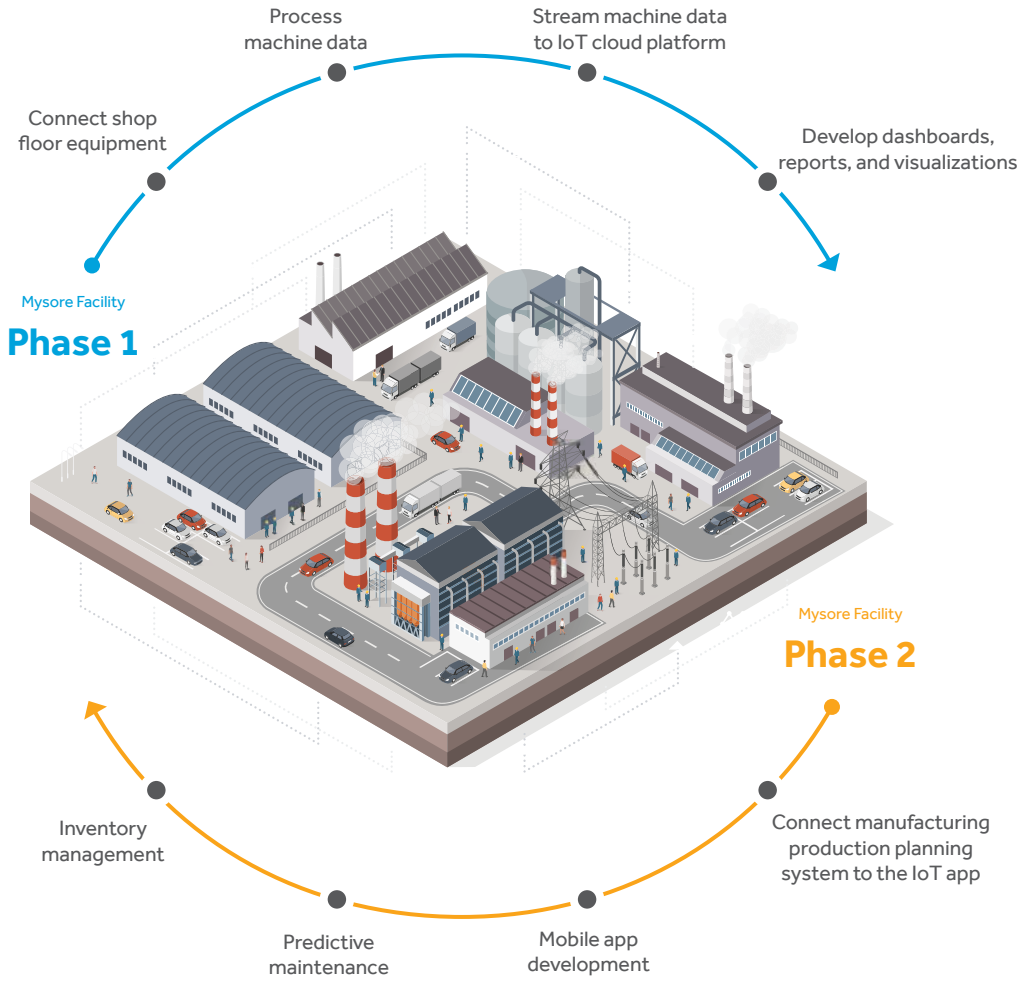 Process
machine data
Stream machine data
to IoT cloud platform
Connect shop
floor equipment
Develop dashboards,
reports, and visualizations
Mysore Facility
Phase 1
Mysore Facility
Phase 2
Connect manufacturing
production planning
system to the IoT app
Mobile app
development
Predictive
maintenance
Inventory
management